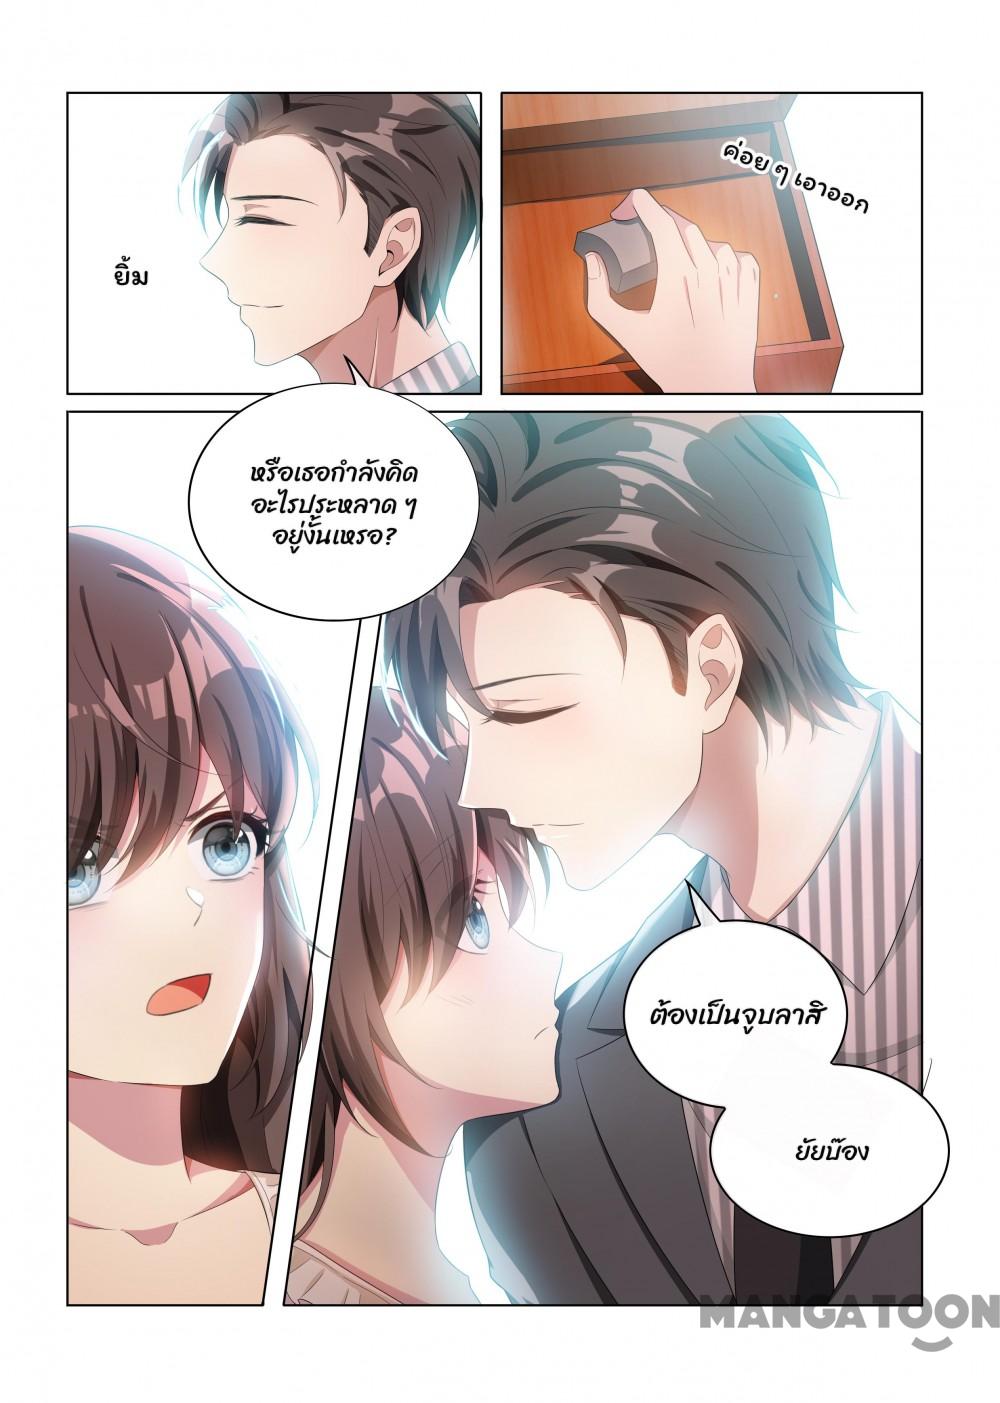 ยิ้ม
ค่อย ๆ เอาออก
หรือเธอกำลังคิด
อะไรประหลาด ๆ
อยู่งั้นเหรอ?
ต้องเป็นจูบลาสิ
ยัยบ๊อง
MANGATOON